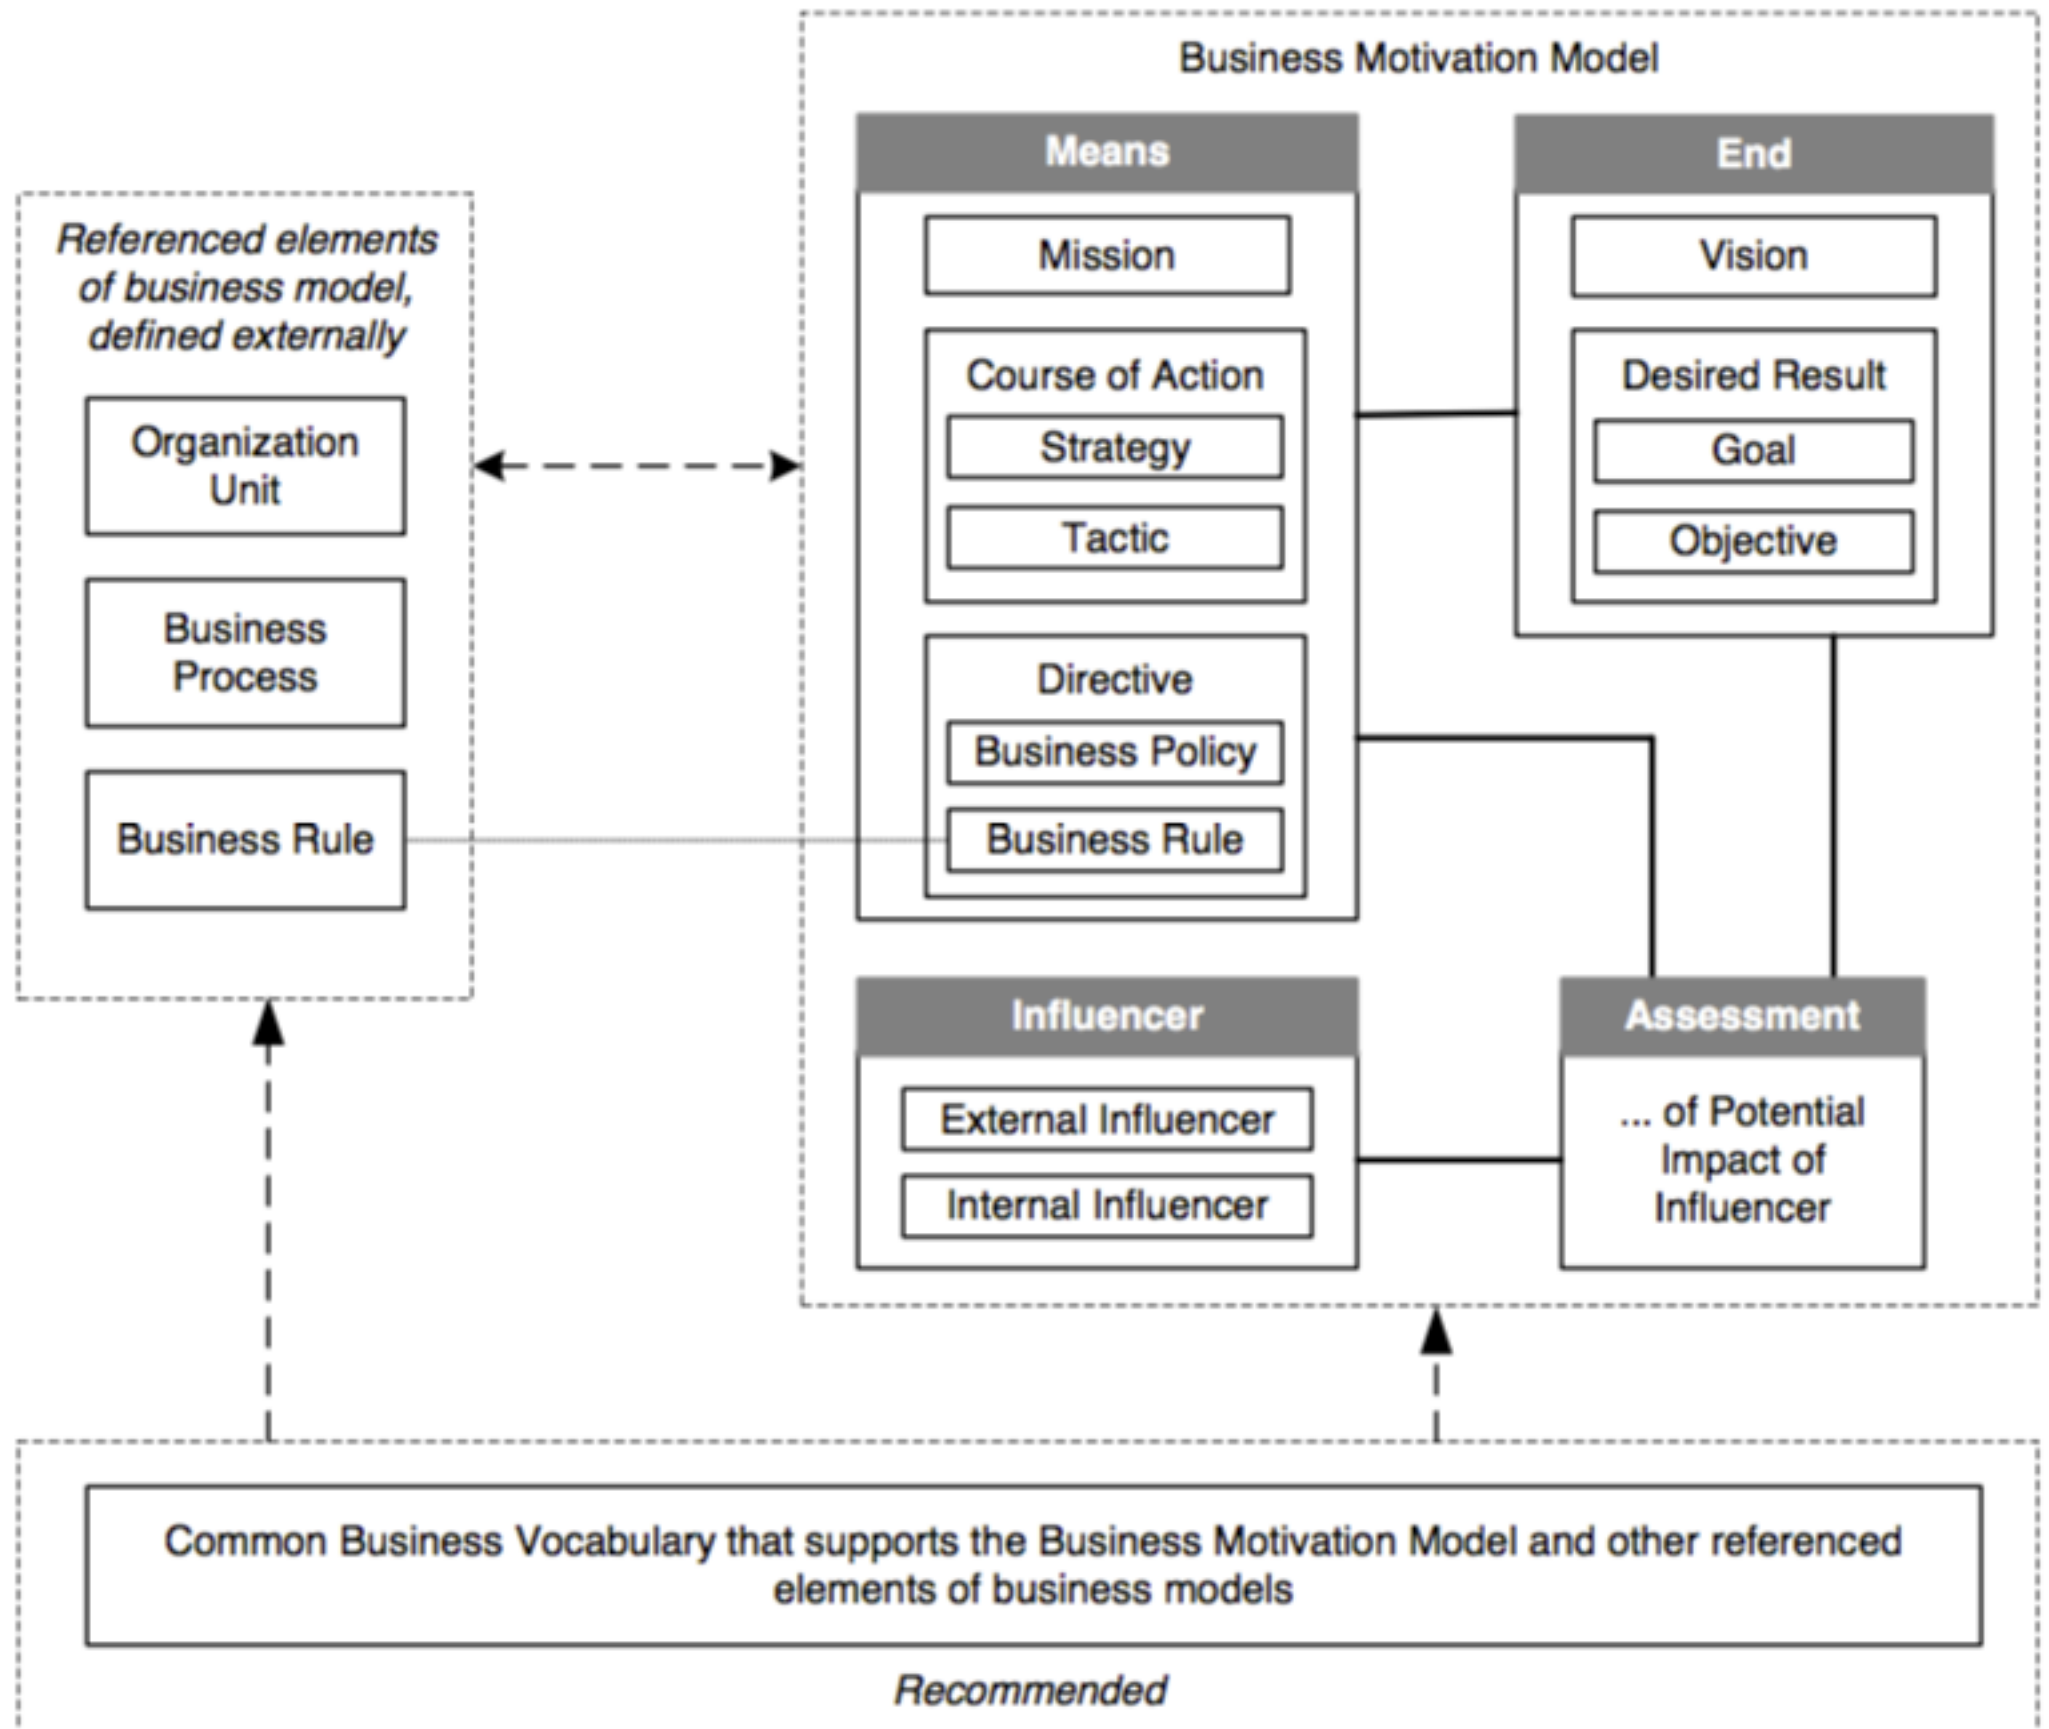 Business Motivation Model
Means
Mission
Course of Action
Strategy
Tactic
Directive
Business Policy
Business Rule
End
Vision
Desired Result
Goal
Objective
Influencer
External Influencer
Internal Influencer
Assessment
... of Potential
Impact of
Influencer
Referenced elements
of business model,
defined externally
Organization
Unit
Business
Process
Business Rule
Common Business Vocabulary that supports the Business Motivation Model and other referenced
elements of business models
Recommended